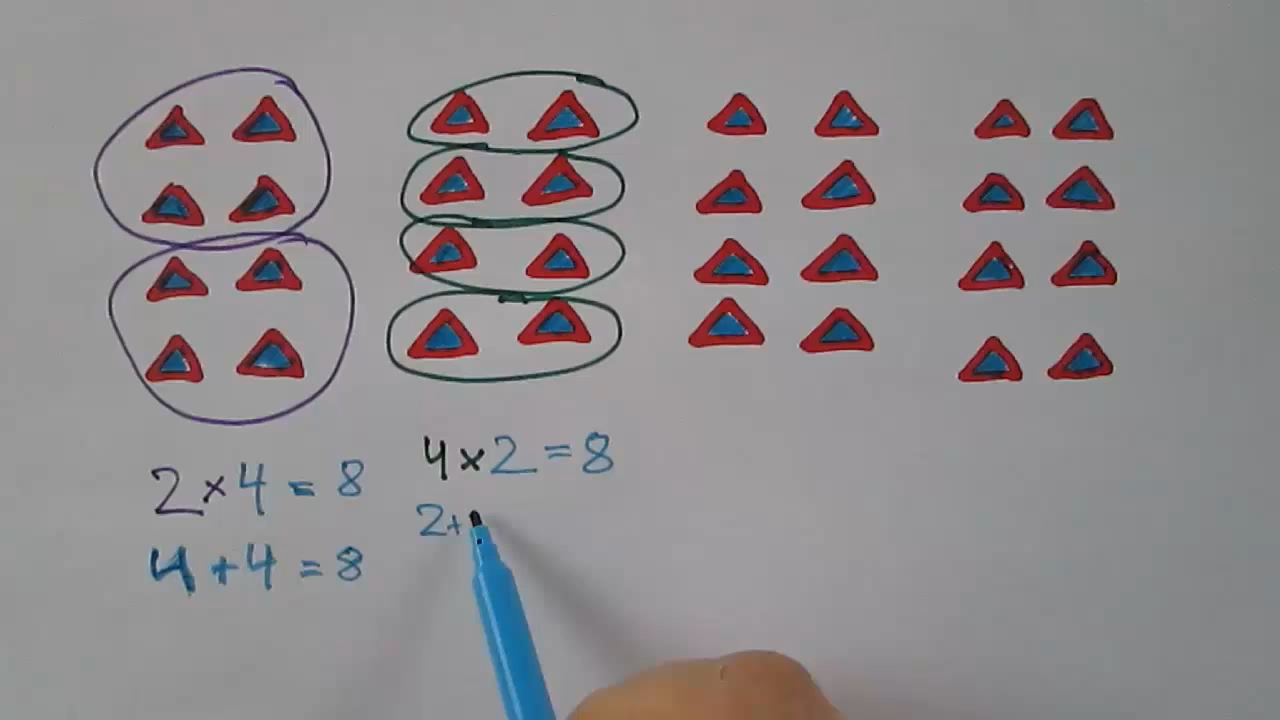 2 × 4 = 8
4 + 4 = 8
4 × 2 = 8
2 +